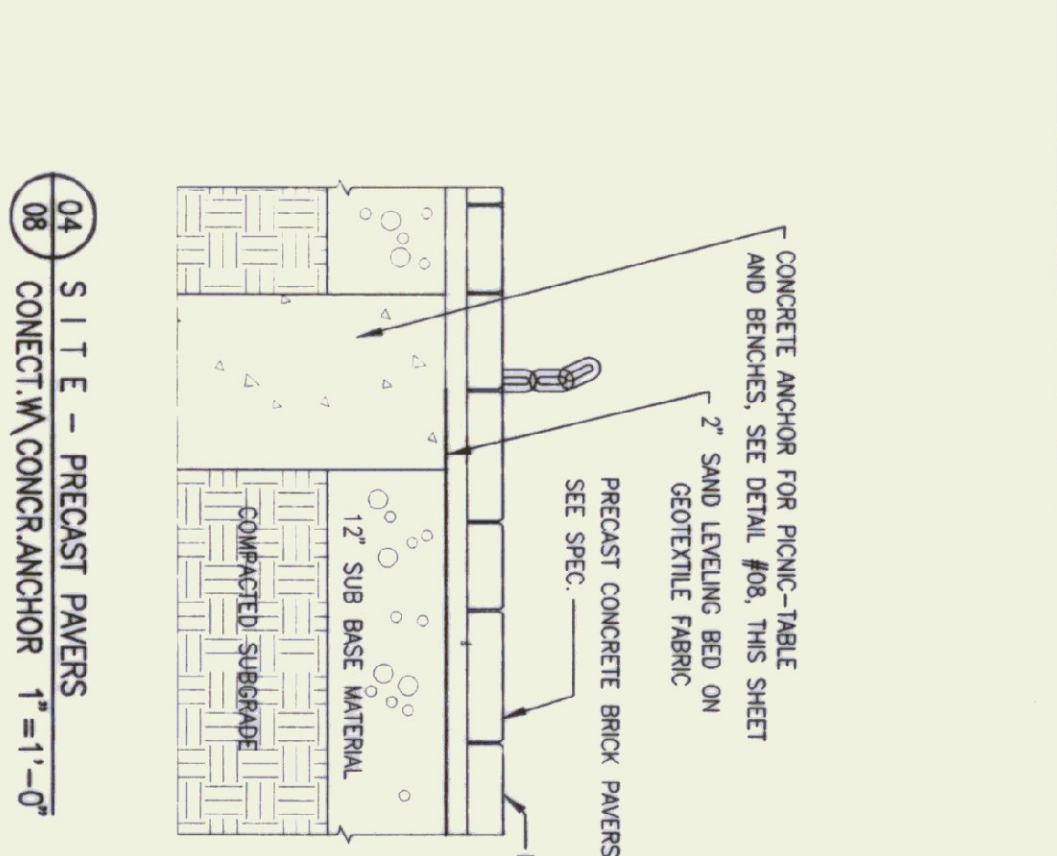 CONCRETE ANCHOR FOR PICNIC-TABLE
AND BENCHES, SEE DETAIL #08, THIS SHEET
2" SAND LEVELING BED ON
GEOTEXTILE FABRIC
PRECAST CONCRETE BRICK PAVERS
SEE SPEC.
12" SUB BASE MATERIAL
COMPACTED SUBGRADE
04 SITE - PRECAST PAVERS
08 CONECT.W\CONCR.ANCHOR 1"=1'-0"